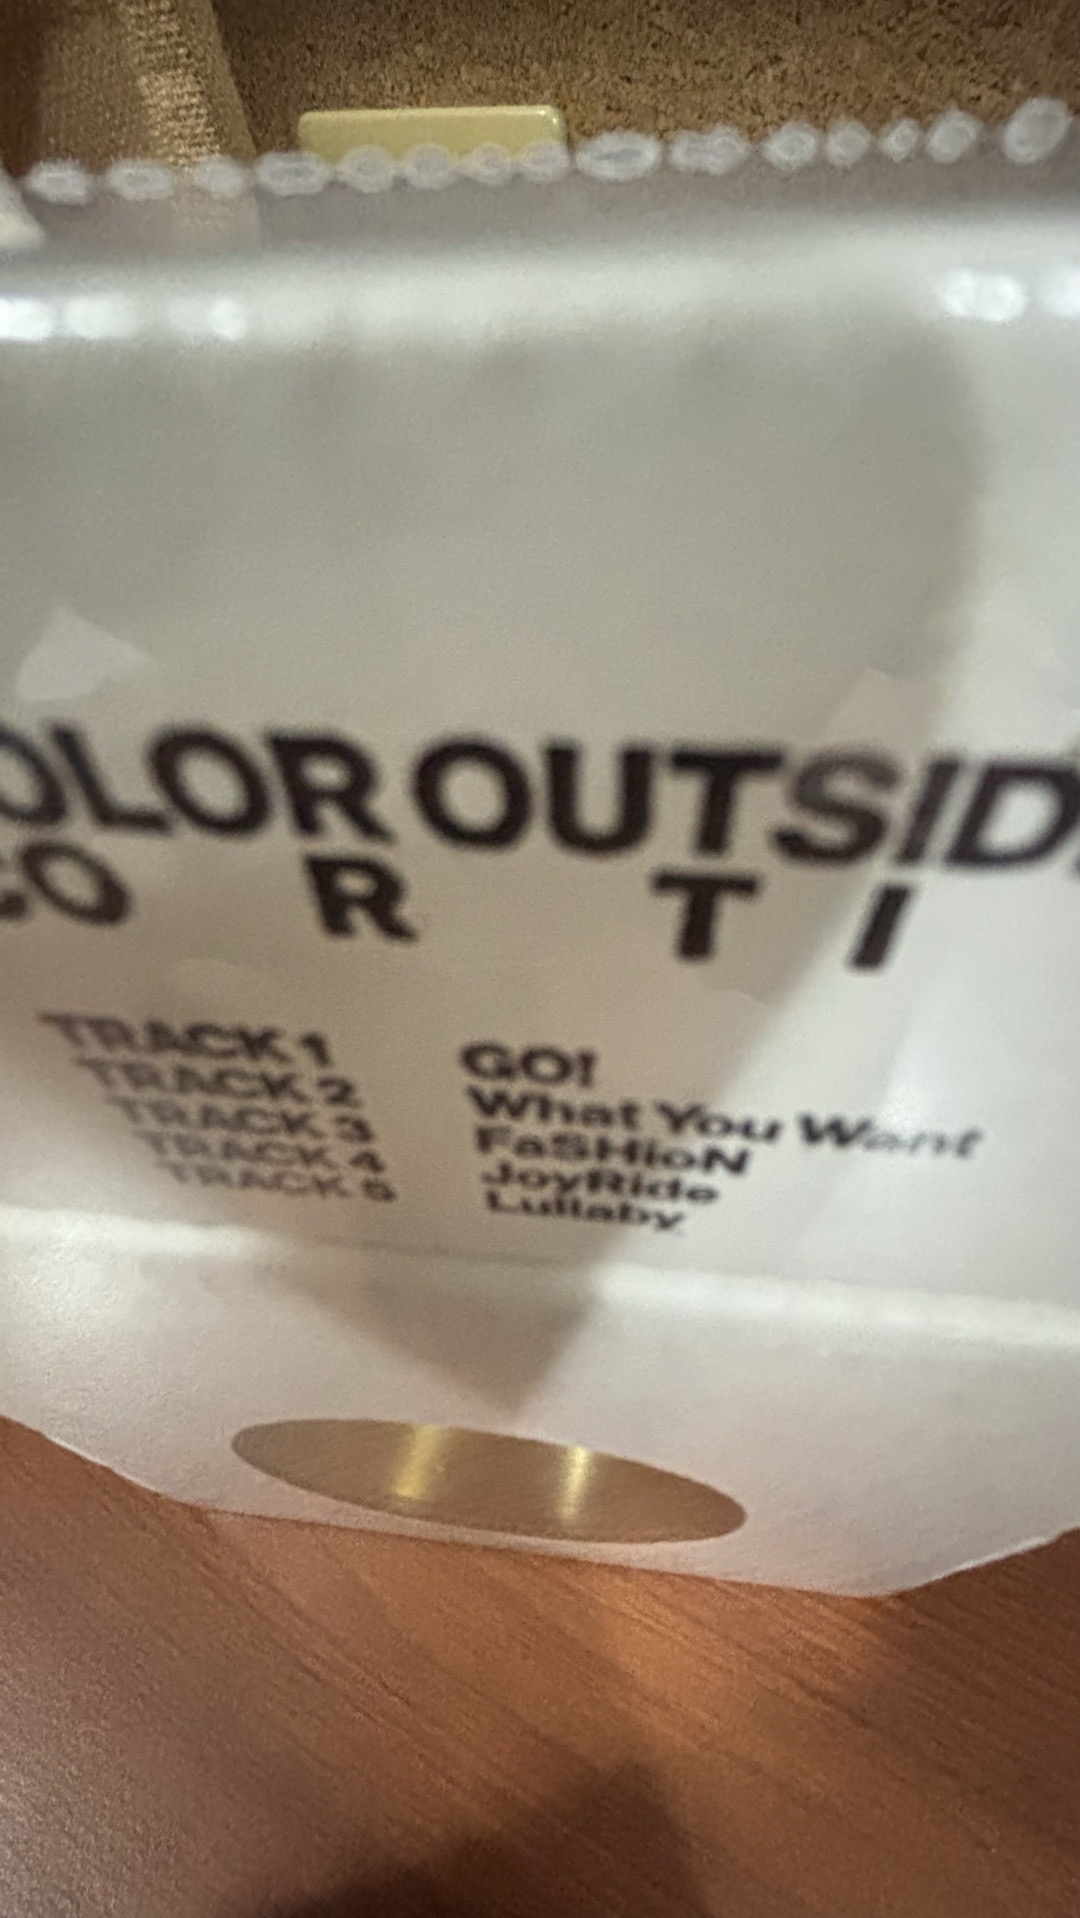 OLOR OUTSID
CO R T I
TRACK 1 GO!
TRACK 2 What You Want
TRACK 3 FaSHioN
TRACK 4 JoyRide
TRACK 5 Lullaby